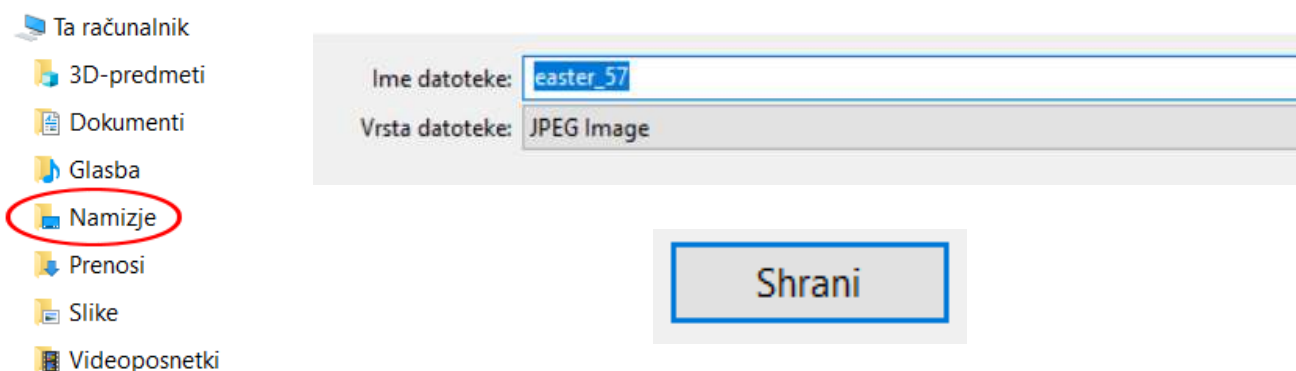 Ta računalnik
3D-predmeti
Dokumenti
Glasba
Namizje
Prenosi
Slike
Videoposnetki
Ime datoteke: easter_57
Vrsta datoteke: JPEG Image
Shrani